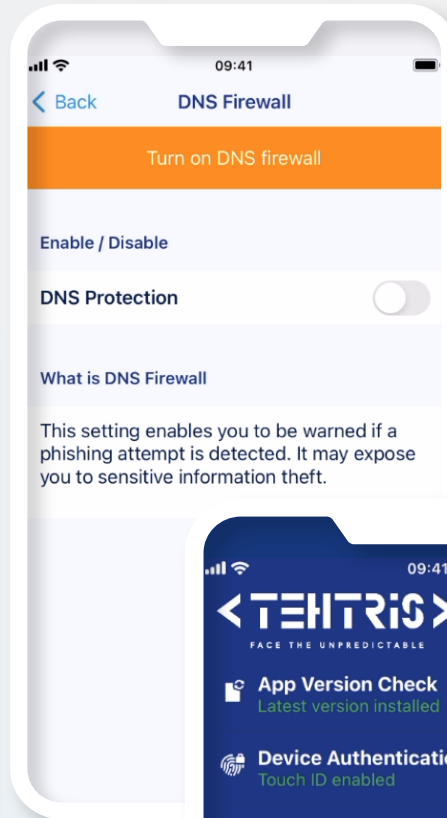 09:41
Back DNS Firewall
Turn on DNS firewall
Enable / Disable
DNS Protection
What is DNS Firewall
This setting enables you to be warned if a
phishing attempt is detected. It may expose
you to sensitive information theft.
09:41
<TEHTRiS>
FACE THE UNPREDICTABLE
App Version Check
Latest version installed
Device Authenticatio
Touch ID enabled